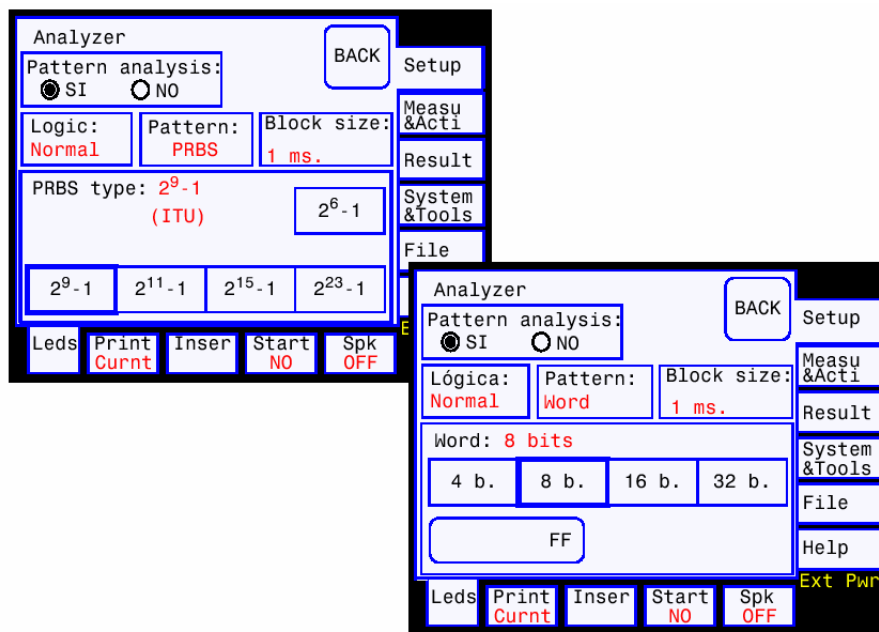 Analyzer
BACK
Setup
Pattern analysis:
SI NO
Measu
&Acti
Logic:
Normal
Pattern:
PRBS
Block size:
1 ms.
Result
PRBS type: 2⁹-1
(ITU)
2⁶-1
System
&Tools
File
2⁹-1 2¹¹-1 2¹⁵-1 2²³-1
E
Leds
Print
Curnt
Inser
Start
NO
Spk
OFF
Analyzer
BACK
Setup
Pattern analysis:
SI NO
Measu
&Acti
Lógica:
Normal
Pattern:
Word
Block size:
1 ms.
Result
Word: 8 bits
System
&Tools
4 b. 8 b. 16 b. 32 b.
File
FF
Help
Ext Pwr
Leds
Print
Curnt
Inser
Start
NO
Spk
OFF